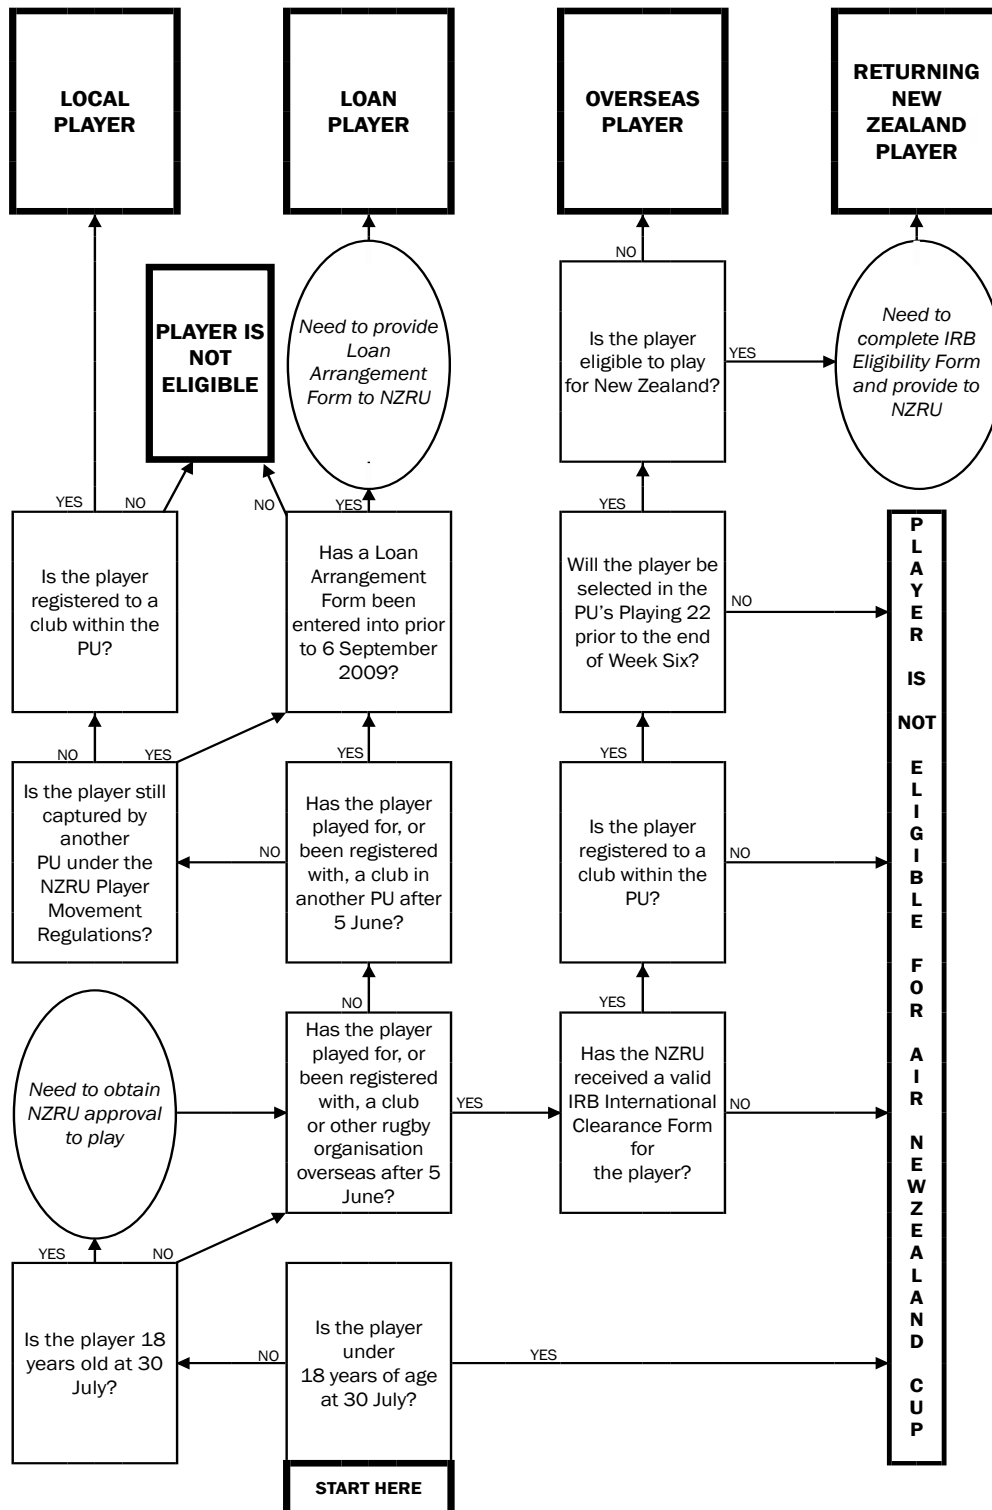 LOCAL
PLAYER
LOAN
PLAYER
OVERSEAS
PLAYER
RETURNING
NEW
ZEALAND
PLAYER
PLAYER IS
NOT
ELIGIBLE
Need to provide
Loan
Arrangement
Form to NZRU
NO
Is the player
eligible to play
for New Zealand?
YES
Need to
complete IRB
Eligibility Form
and provide to
NZRU
YES
NO
NO
YES
YES
Is the player
registered to a
club within the
PU?
Has a Loan
Arrangement
Form been
entered into prior
to 6 September
2009?
Will the player be
selected in the
PU's Playing 22
prior to the end
of Week Six?
NO
NO
YES
YES
YES
Is the player still
captured by
another
PU under the
NZRU Player
Movement
Regulations?
NO
Has the player
played for, or
been registered
with, a club in
another PU after
5 June?
Is the player
registered to a
club within the
PU?
NO
NO
YES
Need to obtain
NZRU approval
to play
Has the player
played for, or
been registered
with, a club
or other rugby
organisation
overseas after 5
June?
YES
Has the NZRU
received a valid
IRB International
Clearance Form
for
the player?
NO
YES
NO
Is the player 18
years old at 30
July?
NO
Is the player
under
18 years of age
at 30 July?
YES
START HERE
P
L
A
Y
E
R
IS
NOT
E
L
I
G
I
B
L
E
F
O
R
A
I
R
N
E
W
Z
E
A
L
A
N
D
C
U
P